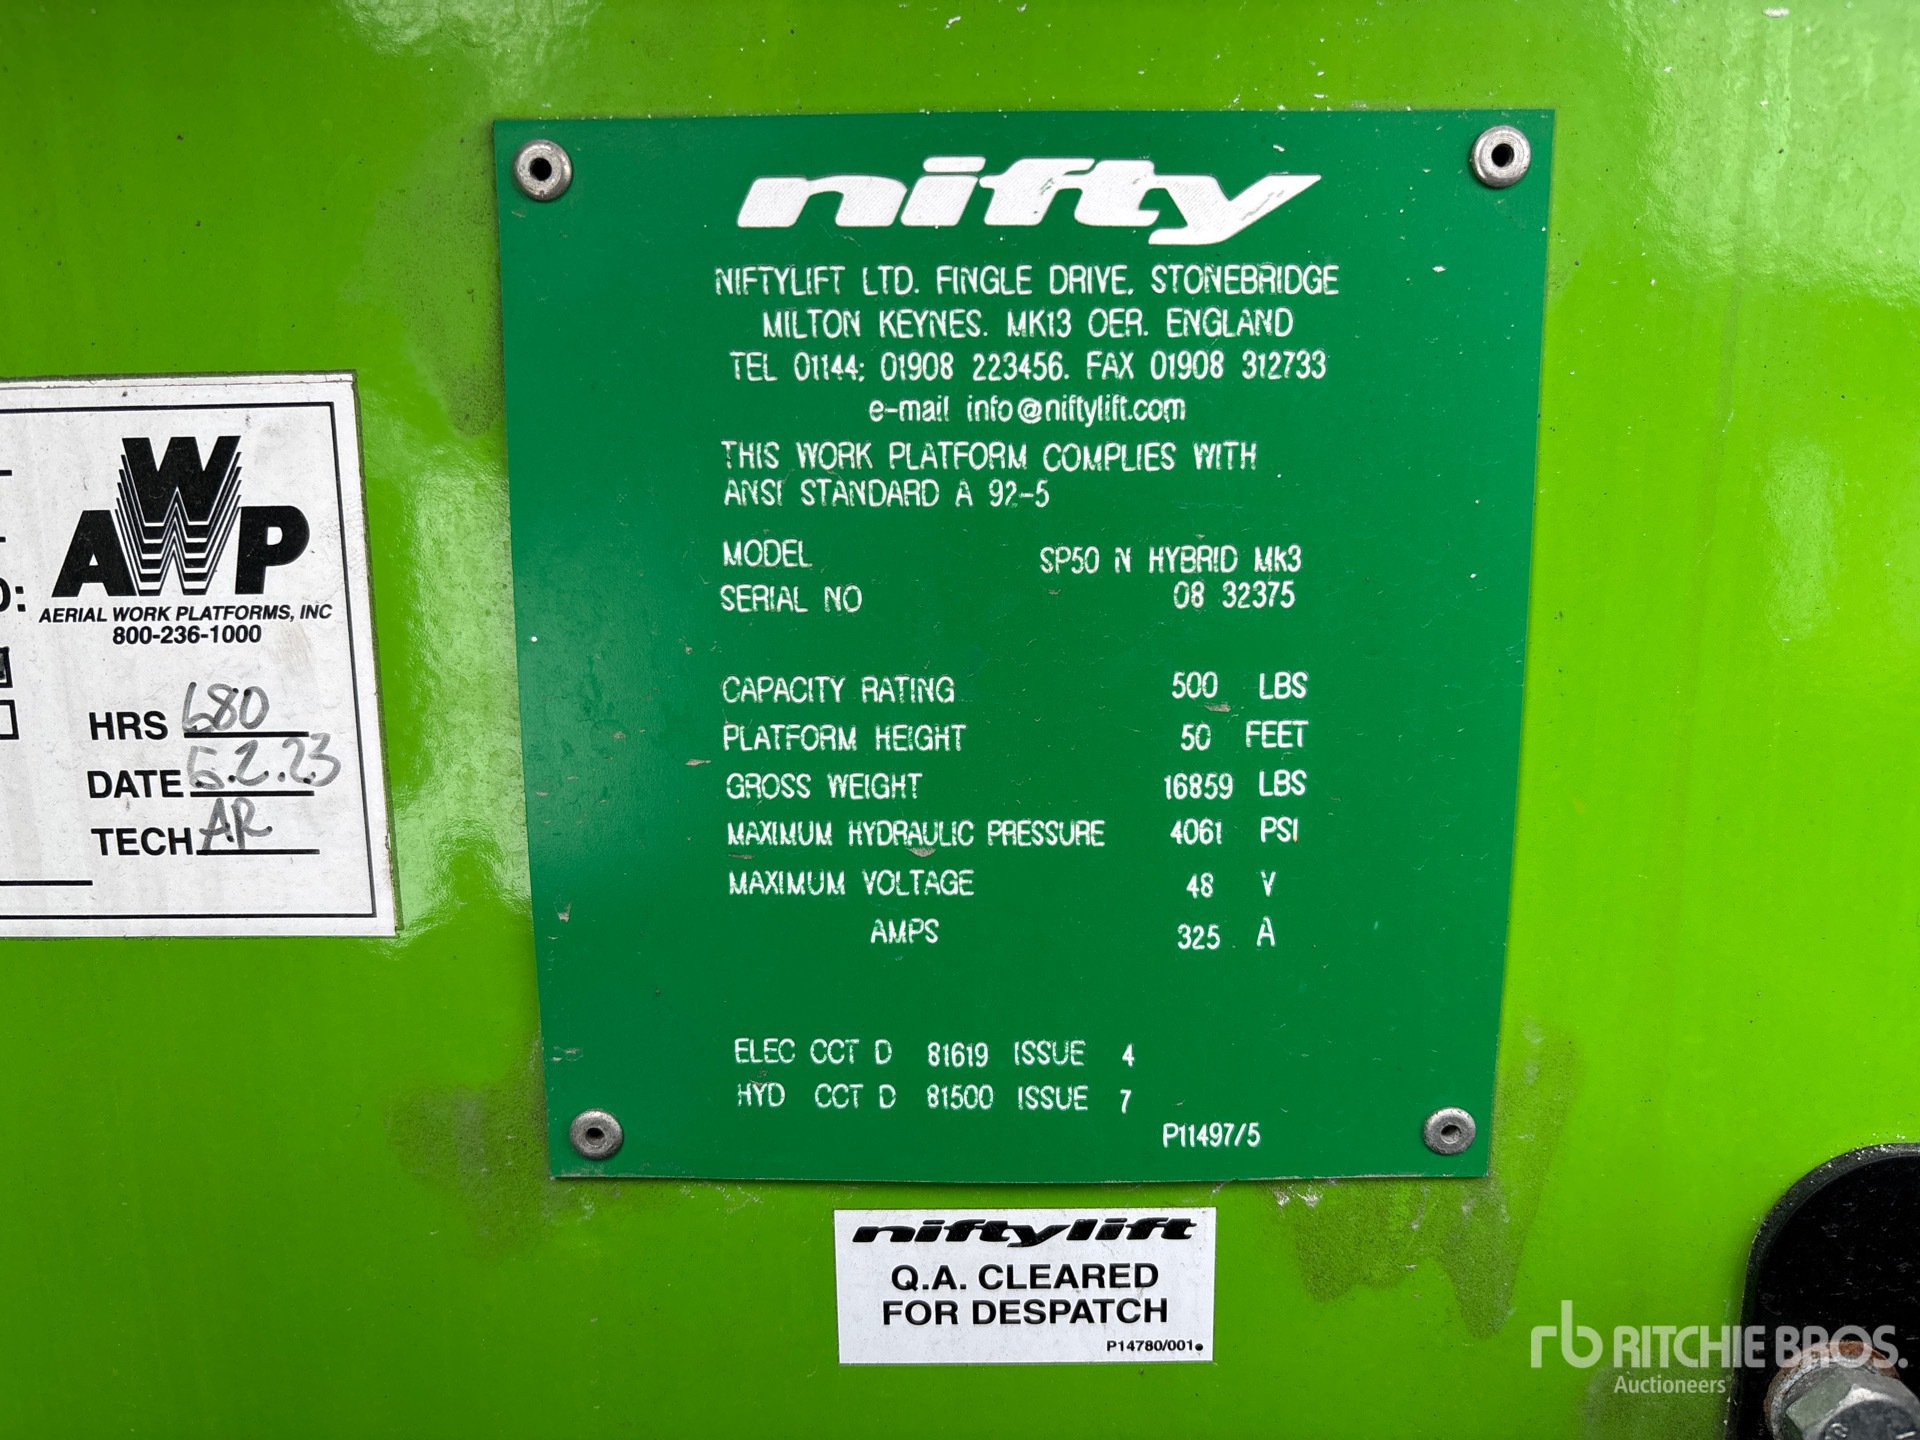 nifty
NIFTYLIFT LTD. FINGLE DRIVE. STONEBRIDGE
MILTON KEYNES. MK13 OER. ENGLAND
TEL 01144: 01908 223456. FAX 01908 312733
e-mail info@niftylift.com
THIS WORK PLATFORM COMPLIES WITH
ANSI STANDARD A 92-5
MODEL SP50 N HYBRID Mk3
SERIAL NO 08 32375
CAPACITY RATING 500 LBS
PLATFORM HEIGHT 50 FEET
GROSS WEIGHT 16859 LBS
MAXIMUM HYDRAULIC PRESSURE 4061 PSI
MAXIMUM VOLTAGE 48 V
AMPS 325 A
ELEC CCT D 81619 ISSUE 4
HYD CCT D 81500 ISSUE 7
P11497/5
AWP
AERIAL WORK PLATFORMS, INC
800-236-1000
HRS 680
DATE 5.2.23
TECH AR
niftylift
Q.A. CLEARED
FOR DESPATCH
P14780/001
rb RITCHIE BROS.
Auctioneers